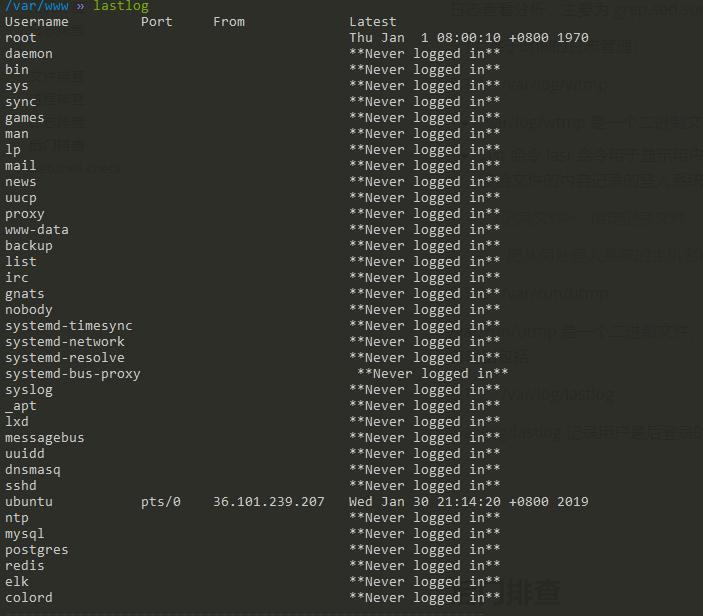 /var/www » lastlog
Username Port From Latest
root Thu Jan 1 08:00:10 +0800 1970
daemon **Never logged in**
bin **Never logged in**
sys **Never logged in**
sync **Never logged in**
games **Never logged in**
man **Never logged in**
lp **Never logged in**
mail **Never logged in**
news **Never logged in**
uucp **Never logged in**
proxy **Never logged in**
www-data **Never logged in**
backup **Never logged in**
list **Never logged in**
irc **Never logged in**
gnats **Never logged in**
nobody **Never logged in**
systemd-timesync **Never logged in**
systemd-network **Never logged in**
systemd-resolve **Never logged in**
systemd-bus-proxy **Never logged in**
syslog **Never logged in**
_apt **Never logged in**
lxd **Never logged in**
messagebus **Never logged in**
uuidd **Never logged in**
dnsmasq **Never logged in**
sshd **Never logged in**
ubuntu pts/0 36.101.239.207 Wed Jan 30 21:14:20 +0800 2019
ntp **Never logged in**
mysql **Never logged in**
postgres **Never logged in**
redis **Never logged in**
elk **Never logged in**
colord **Never logged in**